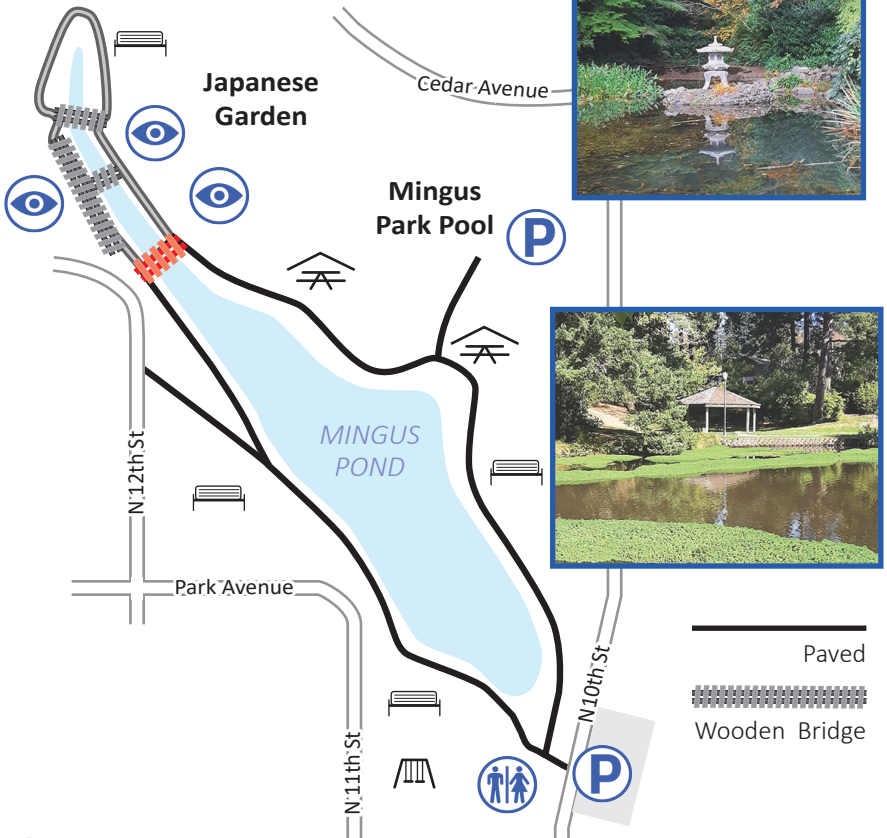 Japanese
Garden
Cedar Avenue
Mingus
Park Pool
P
MINGUS
POND
N 12th St
Park Avenue
N 11th St
N 10th St
P
Paved
Wooden Bridge